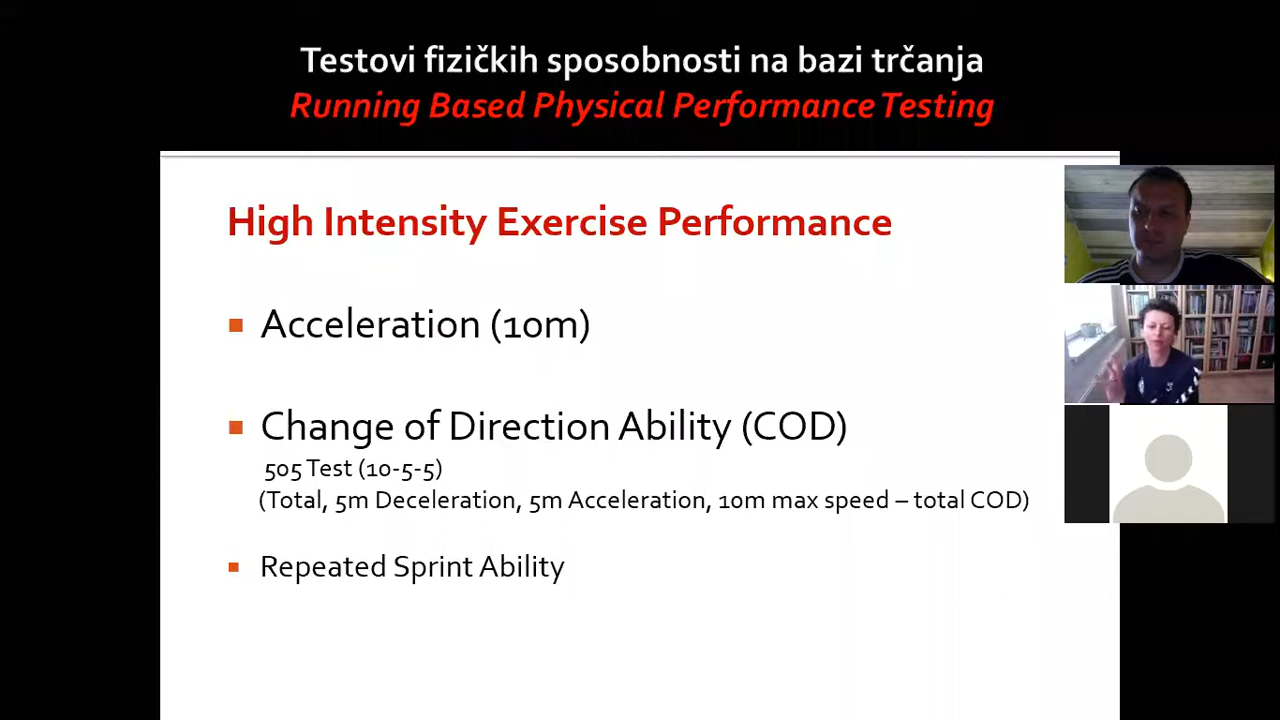 Testovi fizičkih sposobnosti na bazi trčanja
Running Based Physical Performance Testing
High Intensity Exercise Performance
Acceleration (10m)
Change of Direction Ability (COD)
505 Test (10-5-5)
(Total, 5m Deceleration, 5m Acceleration, 10m max speed – total COD)
Repeated Sprint Ability